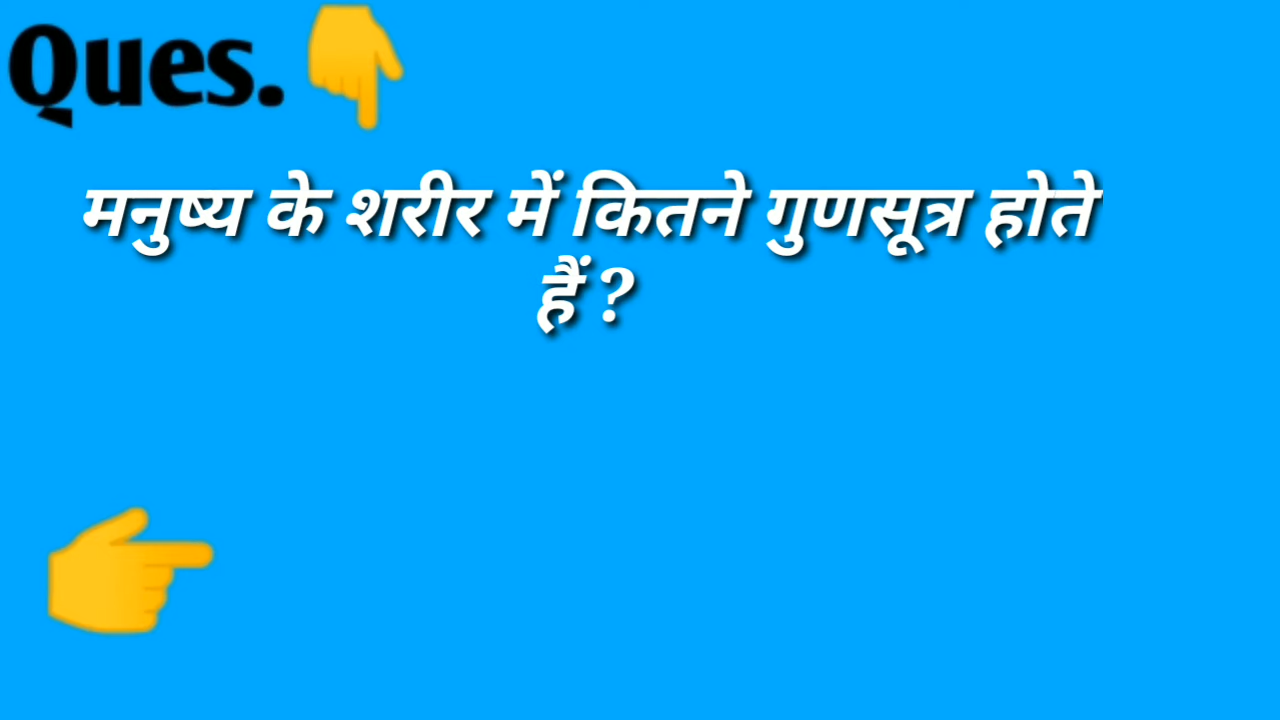 Ques.
मनुष्य के शरीर में कितने गुणसूत्र होते
हैं ?